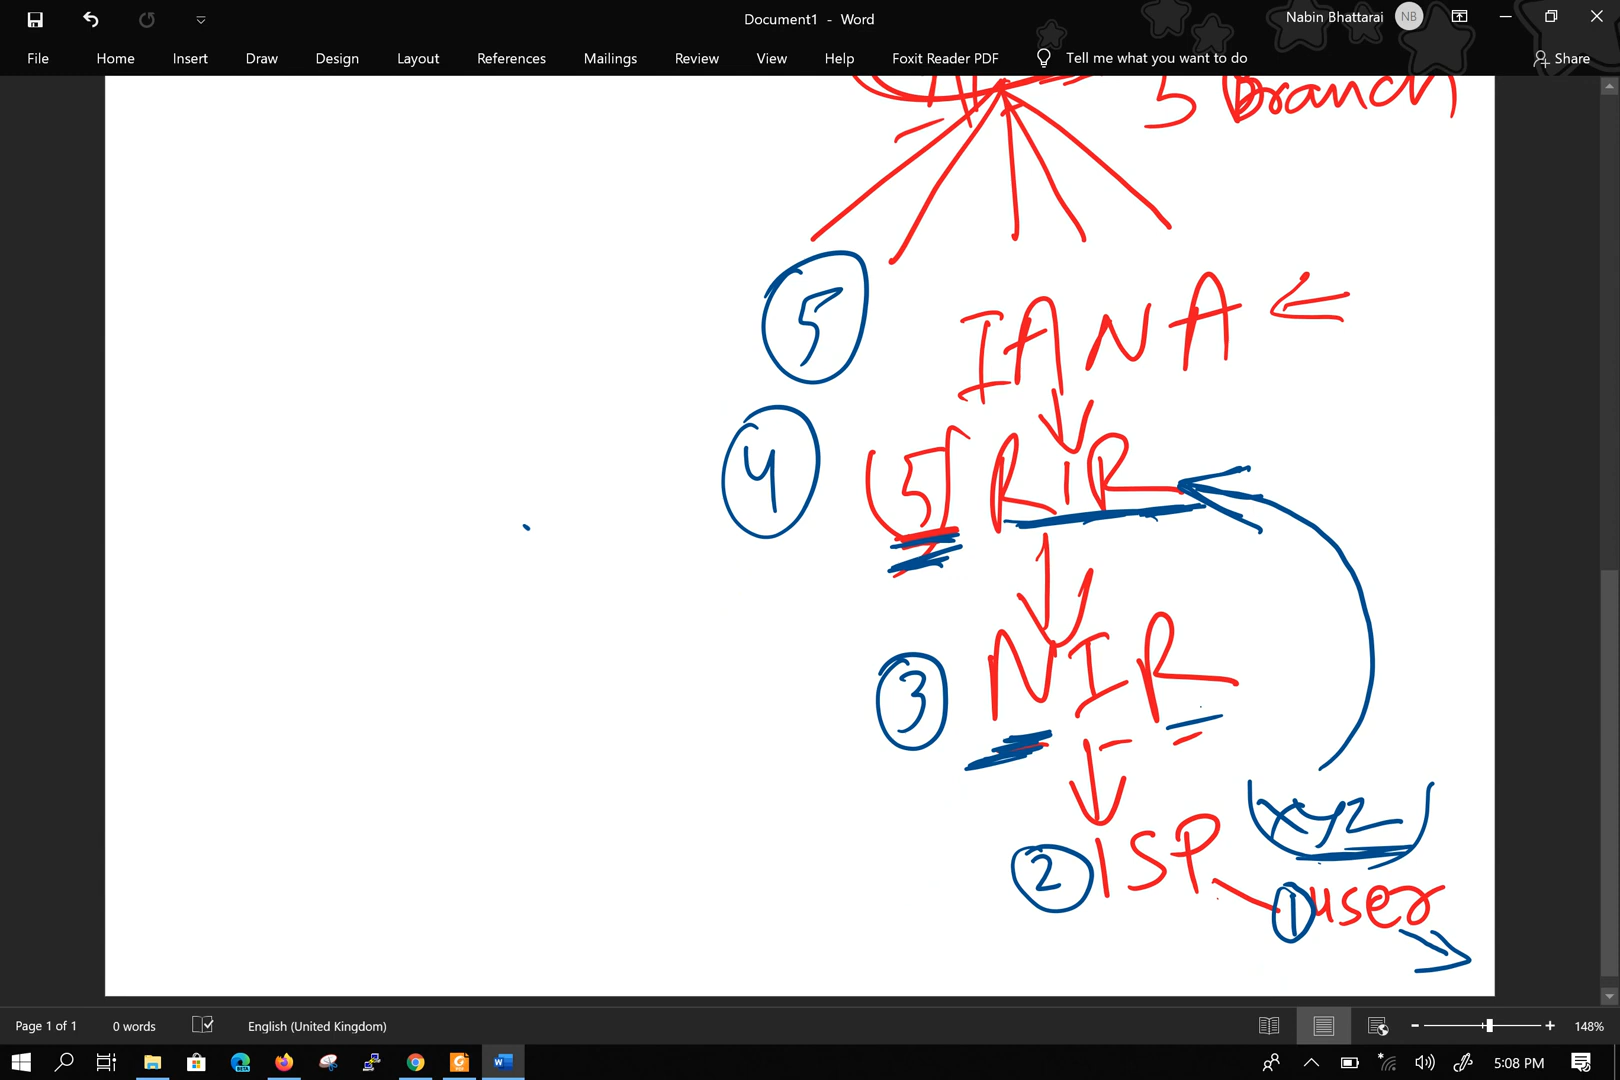 Document1 - Word
Nabin Bhattarai NB
File Home Insert Draw Design Layout References Mailings Review View Help Foxit Reader PDF Tell me what you want to do Share
5 Branch
5 IANA
4 (5) RIR
3 NIR
xyz
2 ISP
1 user
Page 1 of 1 0 words English (United Kingdom) 148%
BETA 5:08 PM